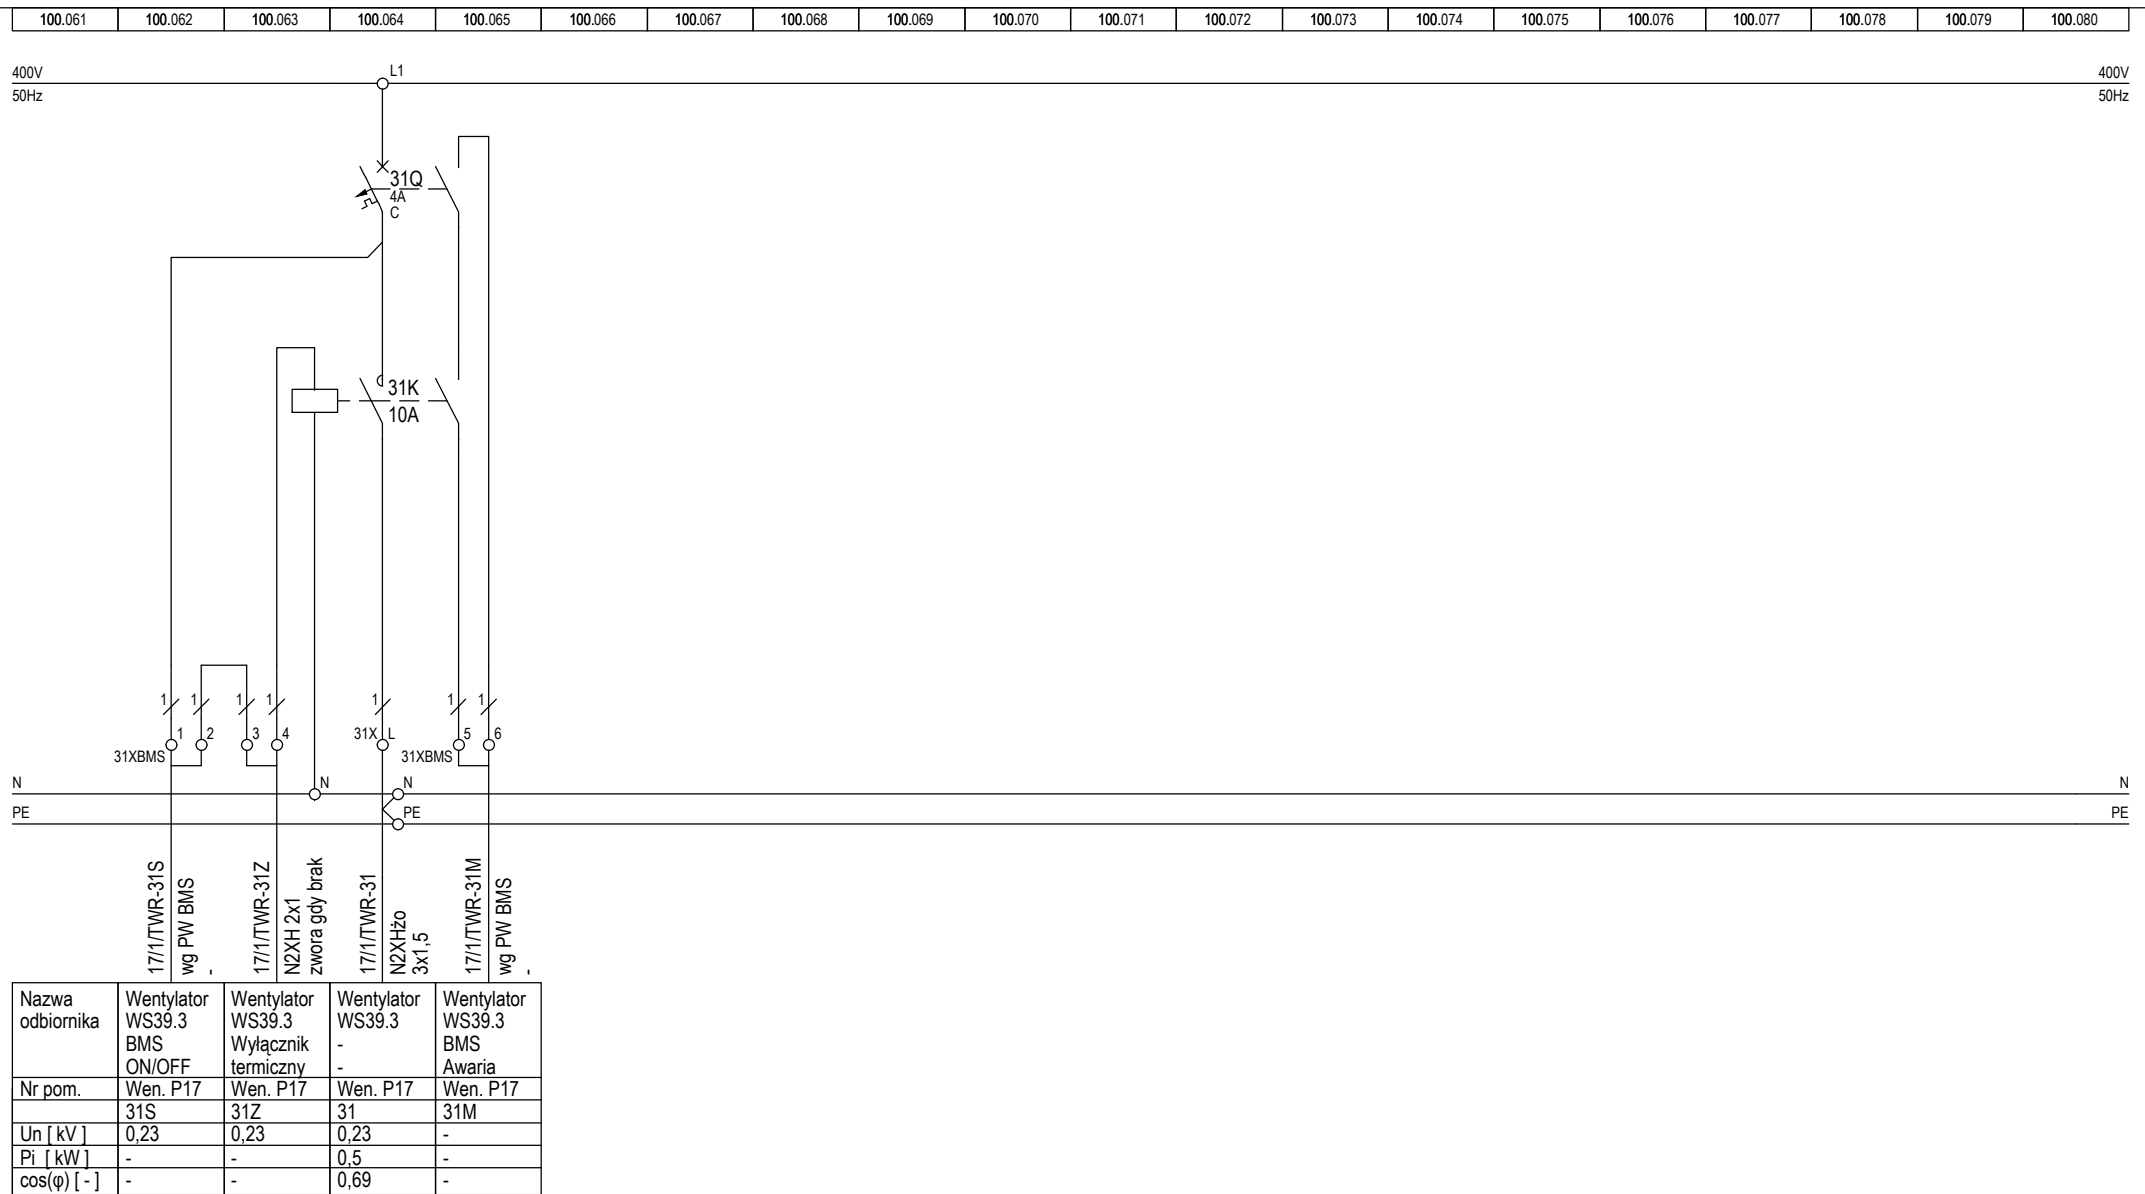 100.061 100.062 100.063 100.064 100.065 100.066 100.067 100.068 100.069 100.070 100.071 100.072 100.073 100.074 100.075 100.076 100.077 100.078 100.079 100.080
L1
400V 400V
50Hz 50Hz
31Q
4A
C
31K
10A
1 1 1 1 1 1 1
1 2 3 4 31X L 5 6
31XBMS 31XBMS
N N N N
PE PE PE
17/1/TWR-31S
wg PW BMS
-
17/1/TWR-31Z
N2XH 2x1
zwora gdy brak
17/1/TWR-31
N2XHżo
3x1,5
17/1/TWR-31M
wg PW BMS
-
Nazwa Wentylator Wentylator Wentylator Wentylator
odbiornika WS39.3 WS39.3 WS39.3 WS39.3
BMS Wyłącznik - BMS
ON/OFF termiczny - Awaria
Nr pom. Wen. P17 Wen. P17 Wen. P17 Wen. P17
31S 31Z 31 31M
Un [ kV ] 0,23 0,23 0,23 -
Pi [ kW ] - - 0,5 -
cos(φ) [ - ] - - 0,69 -